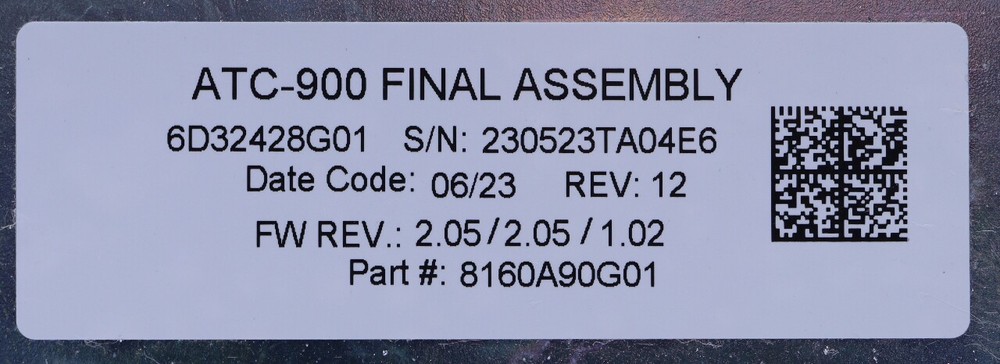 ATC-900 FINAL ASSEMBLY
6D32428G01 S/N: 230523TA04E6
Date Code: 06/23 REV: 12
FW REV.: 2.05/2.05/1.02
Part #: 8160A90G01